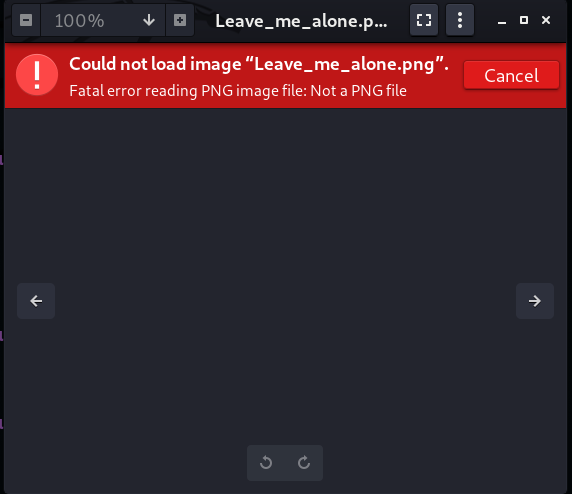 100%
Leave_me_alone.p...
Could not load image “Leave_me_alone.png”.
Fatal error reading PNG image file: Not a PNG file
Cancel